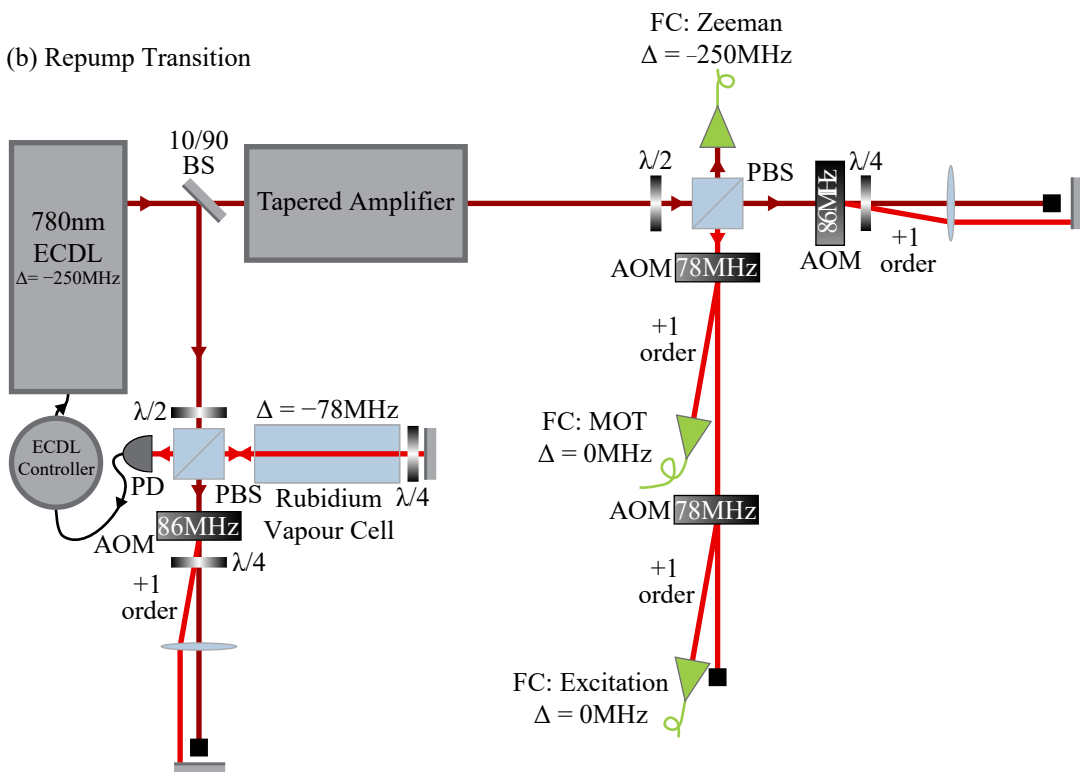 (b) Repump Transition
FC: Zeeman
Δ = −250MHz
10/90
BS
780nm
ECDL
Δ= −250MHz
Tapered Amplifier
λ/2
PBS
86MHz
AOM
λ/4
+1
order
AOM
78MHz
+1
order
FC: MOT
Δ = 0MHz
AOM
78MHz
+1
order
FC: Excitation
Δ = 0MHz
λ/2
Δ = −78MHz
ECDL
Controller
PD
PBS
Rubidium
Vapour Cell
λ/4
86MHz
AOM
λ/4
+1
order